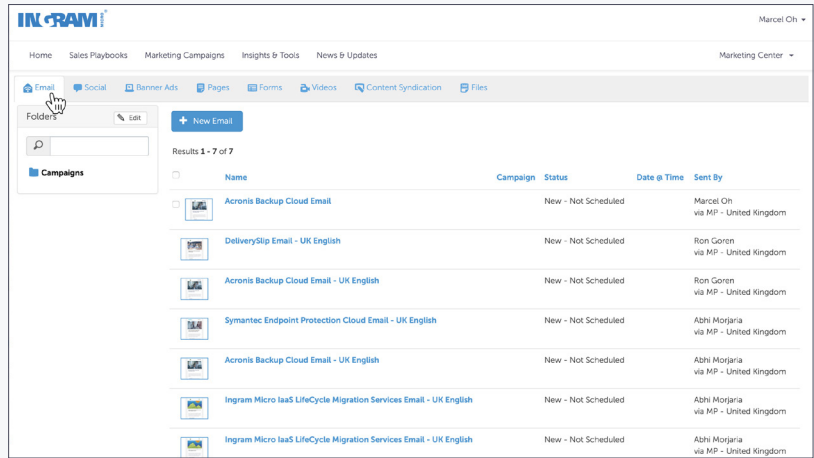 INGRAM MICRO
Marcel Oh
Home Sales Playbooks Marketing Campaigns Insights & Tools News & Updates Marketing Center
Email Social Banner Ads Pages Forms Videos Content Syndication Files
Folders Edit
+ New Email
Results 1 - 7 of 7
Campaigns
Name Campaign Status Date @ Time Sent By
Acronis Backup Cloud Email New - Not Scheduled Marcel Oh
via MP - United Kingdom
DeliverySlip Email - UK English New - Not Scheduled Ron Goren
via MP - United Kingdom
Acronis Backup Cloud Email - UK English New - Not Scheduled Ron Goren
via MP - United Kingdom
Symantec Endpoint Protection Cloud Email - UK English New - Not Scheduled Abhi Morjaria
via MP - United Kingdom
Acronis Backup Cloud Email - UK English New - Not Scheduled Abhi Morjaria
via MP - United Kingdom
Ingram Micro IaaS LifeCycle Migration Services Email - UK English New - Not Scheduled Abhi Morjaria
via MP - United Kingdom
Ingram Micro IaaS LifeCycle Migration Services Email - UK English New - Not Scheduled Abhi Morjaria
via MP - United Kingdom